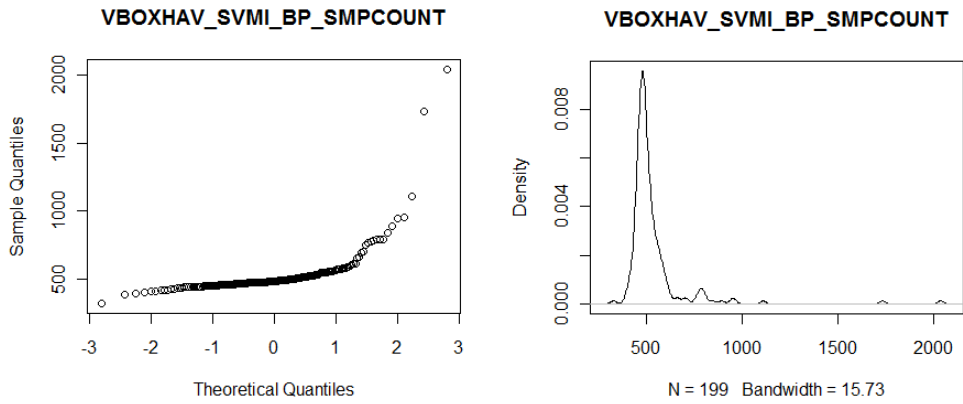 VBOXHAV_SVMI_BP_SMPCOUNT
Sample Quantiles
2000
1500
1000
500
-3 -2 -1 0 1 2 3
Theoretical Quantiles
VBOXHAV_SVMI_BP_SMPCOUNT
Density
0.008
0.004
0.000
500 1000 1500 2000
N = 199 Bandwidth = 15.73